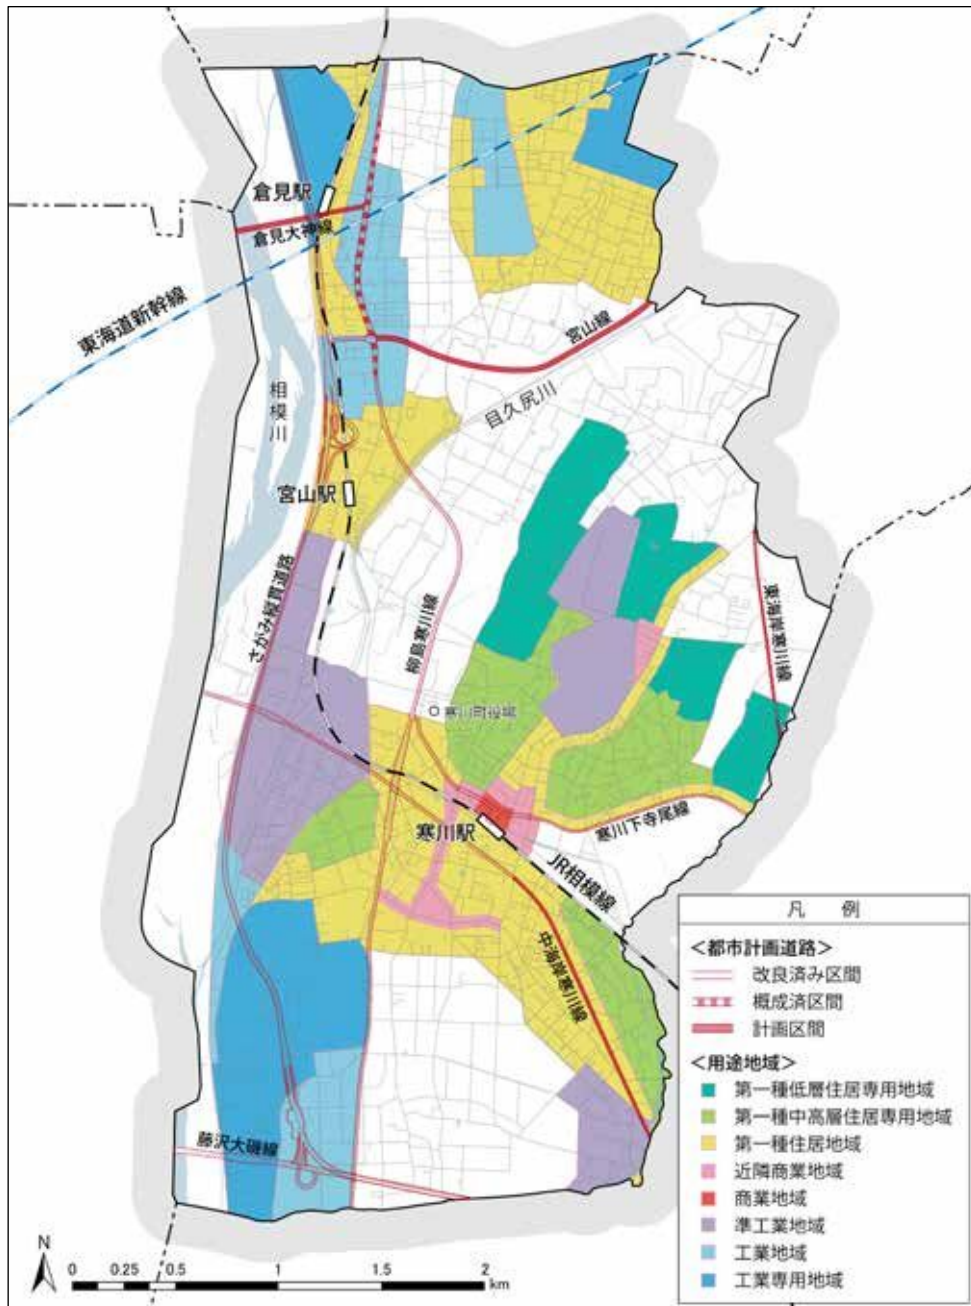 倉見駅
倉見大神線
東海道新幹線
宮山線
目久尻川
相模川
宮山駅
さがみ縦貫道路
柳島寒川線
東海岸寒川線
寒川町役場
寒川駅
寒川下寺尾線
JR相模線
中海岸寒川線
藤沢大磯線
凡 例
<都市計画道路>
改良済み区間
概成済区間
計画区間
<用途地域>
第一種低層住居専用地域
第一種中高層住居専用地域
第一種住居地域
近隣商業地域
商業地域
準工業地域
工業地域
工業専用地域
N
0 0.25 0.5 1 1.5 2
km